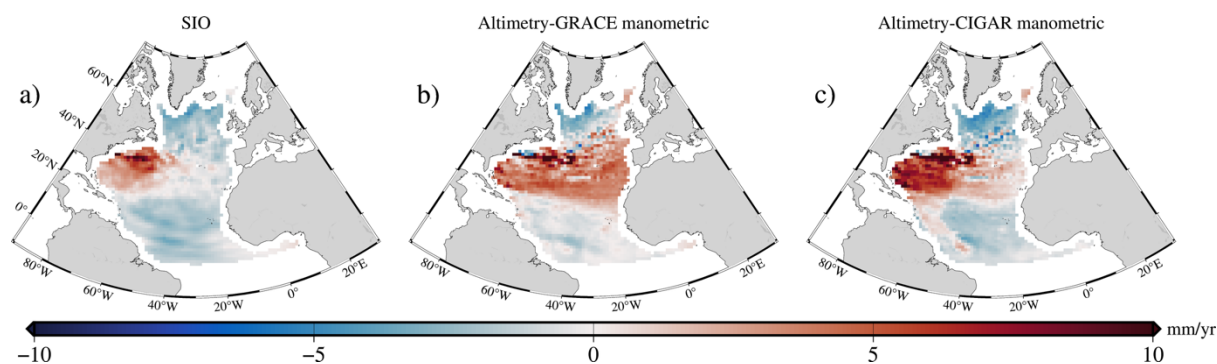 SIO
Altimetry-GRACE manometric
Altimetry-CIGAR manometric
a)
b)
c)
60°N
40°N
20°N
0°
80°W
60°W
40°W
20°W
0°
20°E
80°W
60°W
40°W
20°W
0°
20°E
80°W
60°W
40°W
20°W
0°
20°E
−10
−5
0
5
10
mm/yr